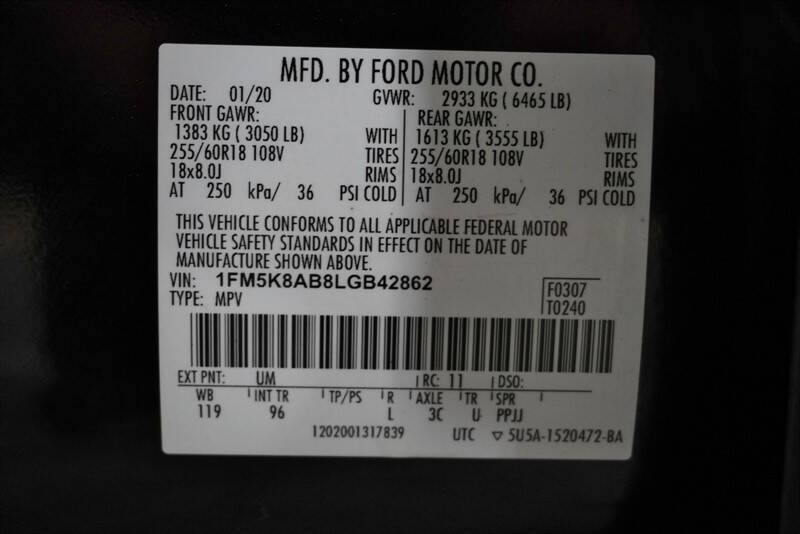 MFD. BY FORD MOTOR CO.
DATE: 01/20 GVWR: 2933 KG ( 6465 LB)
FRONT GAWR: REAR GAWR:
1383 KG ( 3050 LB) WITH 1613 KG ( 3555 LB) WITH
255/60R18 108V TIRES 255/60R18 108V TIRES
18x8.0J RIMS 18x8.0J RIMS
AT 250 kPa/ 36 PSI COLD AT 250 kPa/ 36 PSI COLD
THIS VEHICLE CONFORMS TO ALL APPLICABLE FEDERAL MOTOR
VEHICLE SAFETY STANDARDS IN EFFECT ON THE DATE OF
MANUFACTURE SHOWN ABOVE.
VIN: 1FM5K8AB8LGB42862 F0307
TYPE: MPV T0240
EXT PNT: UM RC: 11 DSO:
WB INT TR TP/PS R AXLE TR SPR
119 96 L 3C U PPJJ
1202001317839 UTC ▽ 5U5A-1520472-BA